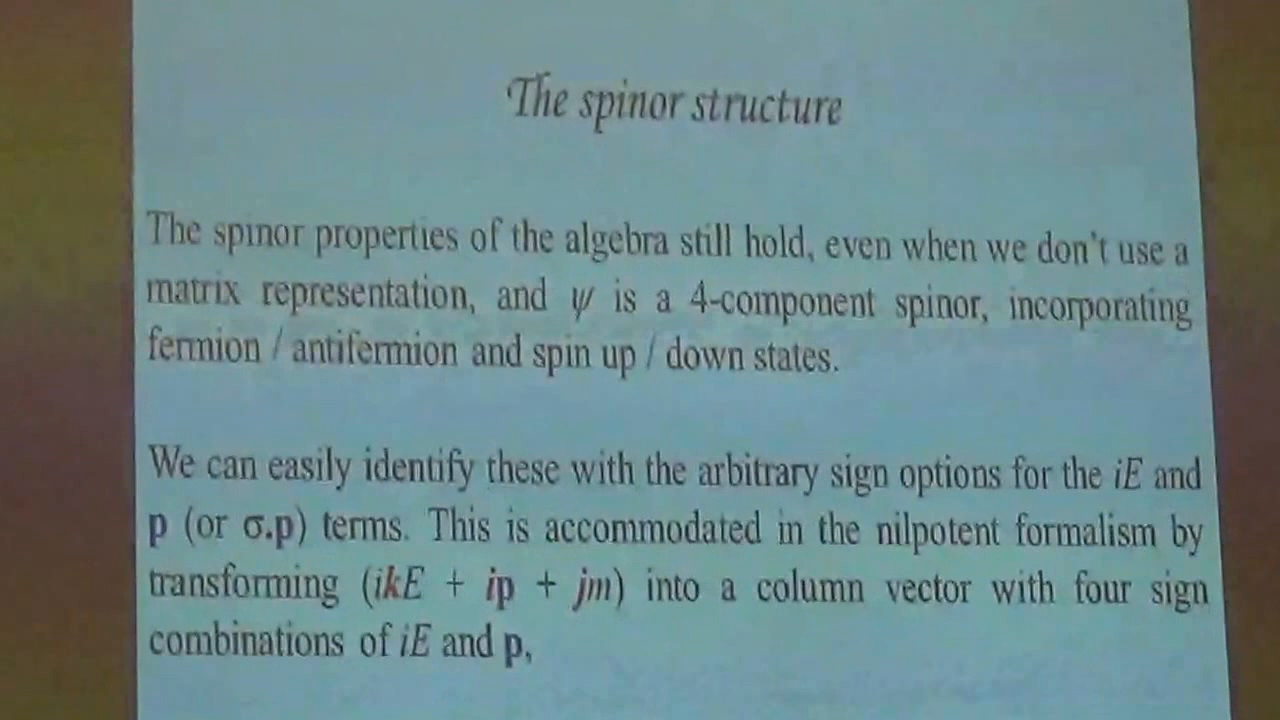 The spinor structure
The spinor properties of the algebra still hold, even when we don't use a
matrix representation, and ψ is a 4-component spinor, incorporating
fermion / antifermion and spin up / down states.
We can easily identify these with the arbitrary sign options for the iE and
p (or σ.p) terms. This is accommodated in the nilpotent formalism by
transforming (ikE + ip + jm) into a column vector with four sign
combinations of iE and p,